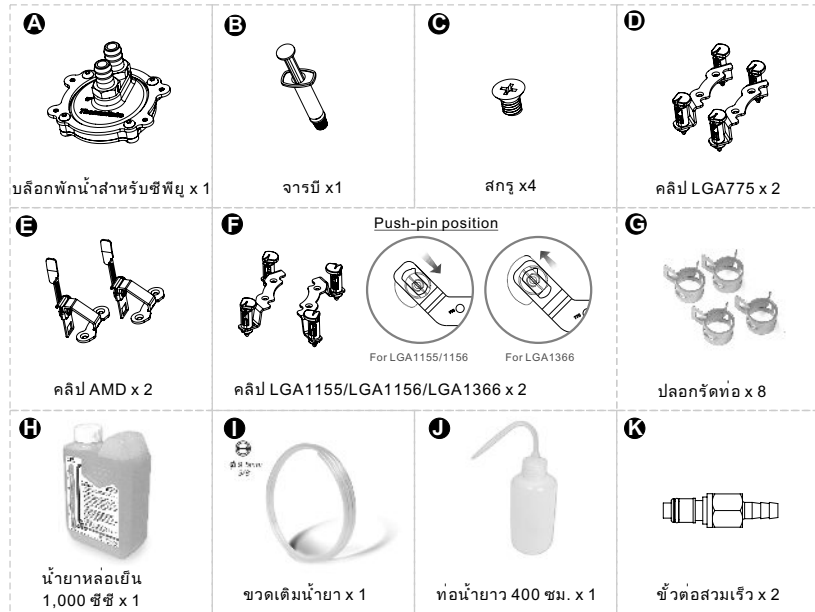 A
บล็อกพักน้ำสำหรับซีพียู x 1
B
จารบี x1
C
สกรู x4
D
คลิป LGA775 x 2
E
คลิป AMD x 2
F
Push-pin position
For LGA1155/1156
For LGA1366
คลิป LGA1155/LGA1156/LGA1366 x 2
G
ปลอกรัดท่อ x 8
H
น้ำยาหล่อเย็น
1,000 ซีซี x 1
I
3/8
ขวดเติมน้ำยา x 1
J
ท่อน้ำยาว 400 ซม. x 1
K
ขั้วต่อสวมเร็ว x 2